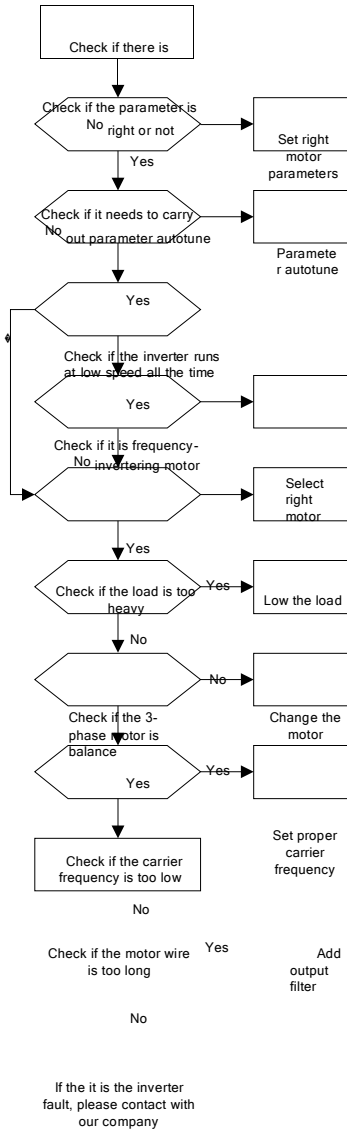 Check if there is
Check if the parameter is
No
right or not
Set right
motor
parameters
Yes
Check if it needs to carry
No
out parameter autotune
Paramete
r autotune
Yes
Check if the inverter runs
at low speed all the time
Yes
Check if it is frequency-
No
invertering motor
Select
right
motor
Yes
Check if the load is too
heavy
Yes
Low the load
No
No
Check if the 3-
phase motor is
balance
Change the
motor
Yes
Yes
Set proper
carrier
frequency
Check if the carrier
frequency is too low
No
Check if the motor wire
is too long
Yes
Add
output
filter
No
If the it is the inverter
fault, please contact with
our company